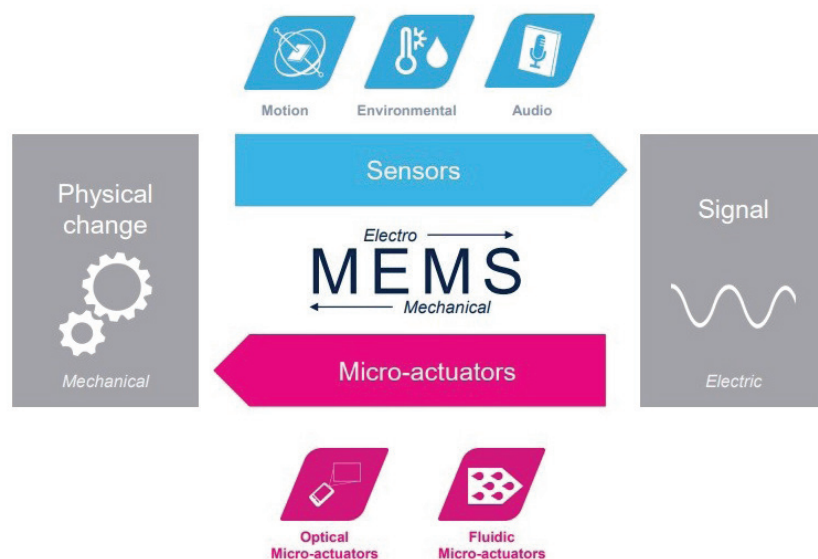 Motion
Environmental
Audio
Physical
change
Mechanical
Sensors
Electro
MEMS
Mechanical
Micro-actuators
Signal
Electric
Optical
Micro-actuators
Fluidic
Micro-actuators